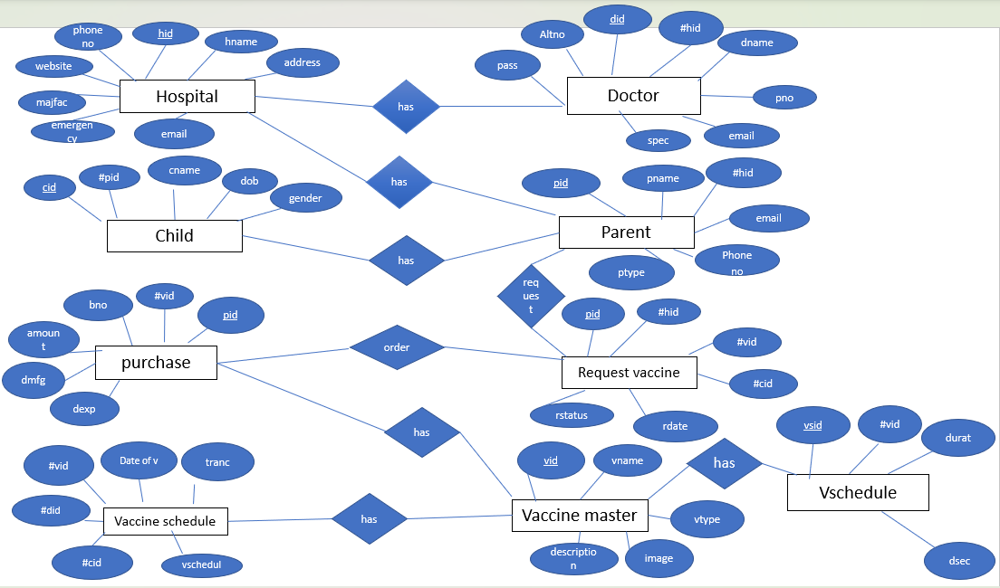 phone
no
hid
hname
website
address
Hospital
majfac
emergen
cy
email
has
did
Altno
#hid
dname
pass
Doctor
pno
spec
email
has
cid
#pid
cname
dob
gender
Child
has
pid
pname
#hid
Parent
email
Phone
no
ptype
req
ues
t
bno
#vid
pid
amoun
t
purchase
dmfg
dexp
order
pid
#hid
#vid
Request vaccine
#cid
rstatus
rdate
has
#vid
Date of v
tranc
#did
Vaccine schedule
#cid
vschedul
has
vid
vname
Vaccine master
vtype
descriptio
n
image
has
vsid
#vid
durat
Vschedule
dsec